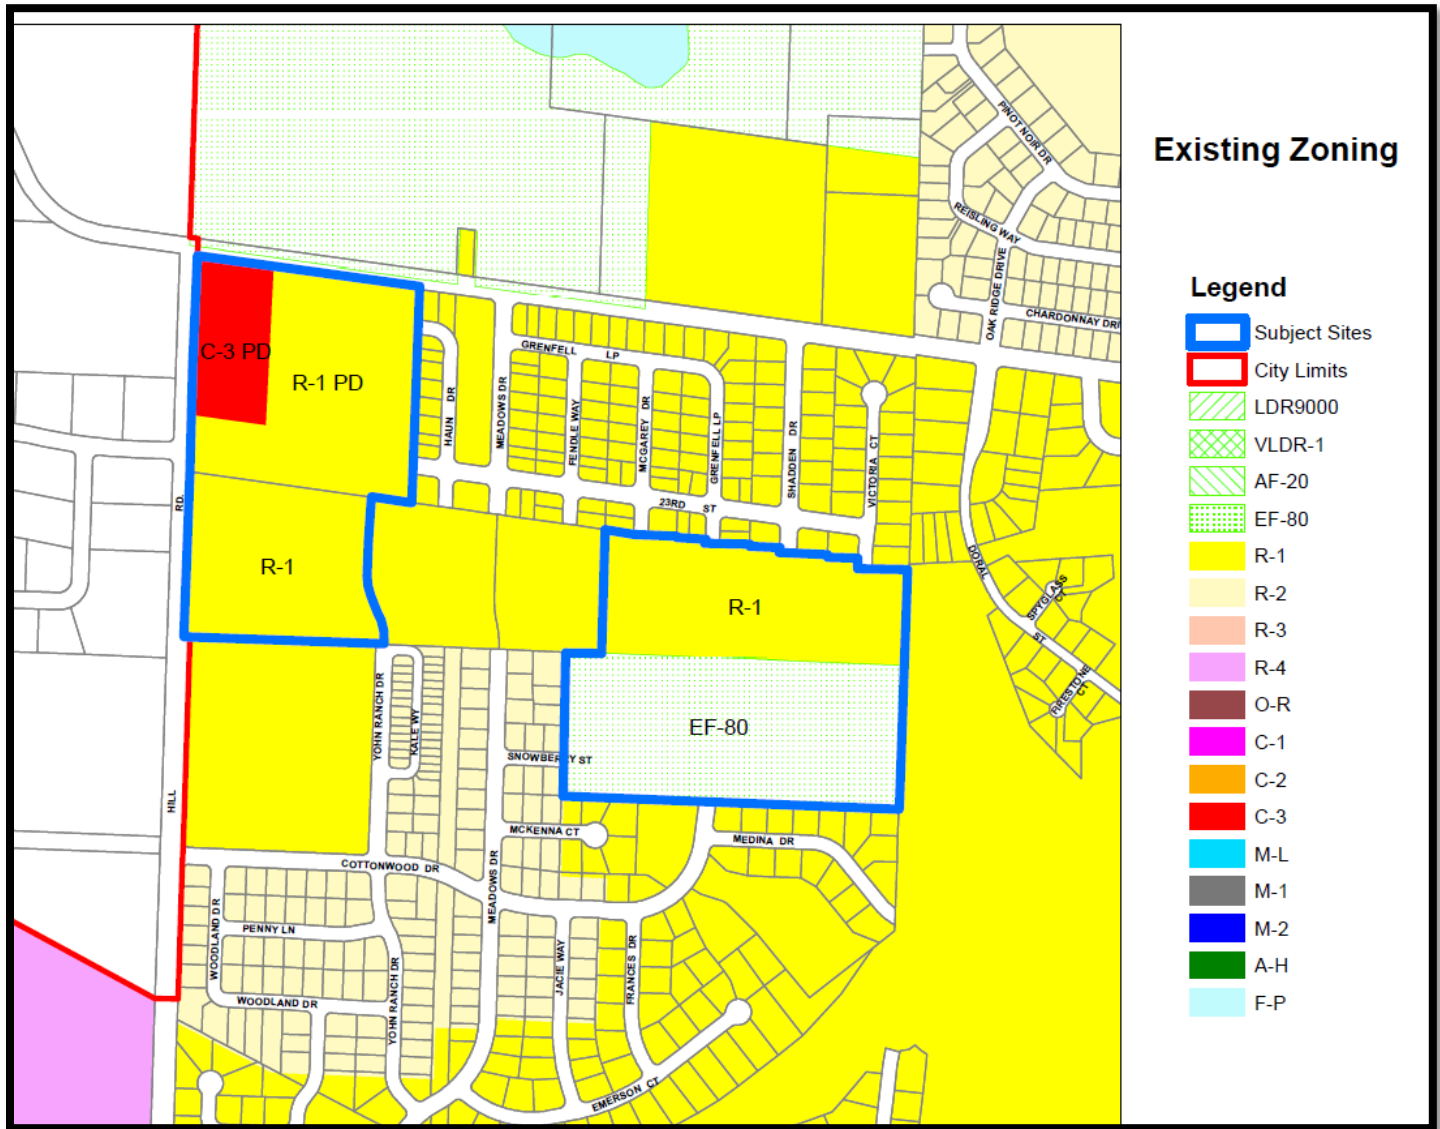 Existing Zoning
Legend
Subject Sites
City Limits
LDR9000
VLDR-1
AF-20
EF-80
R-1
R-2
R-3
R-4
O-R
C-1
C-2
C-3
M-L
M-1
M-2
A-H
F-P
PINOT NOIR DR
REISLING WAY
OAK RIDGE DRIVE
CHARDONNAY DRI
C-3 PD
R-1 PD
GRENFELL LP
HAUN DR
MEADOWS DR
FENDLE WAY
MCGAREY DR
GRENFELL LP
SHADDEN DR
VICTORIA CT
23RD ST
RD.
R-1
R-1
DORAL
ST
SPYGLASS
CT
FIRESTONE
CT
EF-80
YOHN RANCH DR
KALE WY
SNOWBERRY ST
HILL
MCKENNA CT
MEDINA DR
COTTONWOOD DR
MEADOWS DR
WOODLAND DR
PENNY LN
JACIE WAY
FRANCES DR
WOODLAND DR
YOHN RANCH DR
EMERSON CT